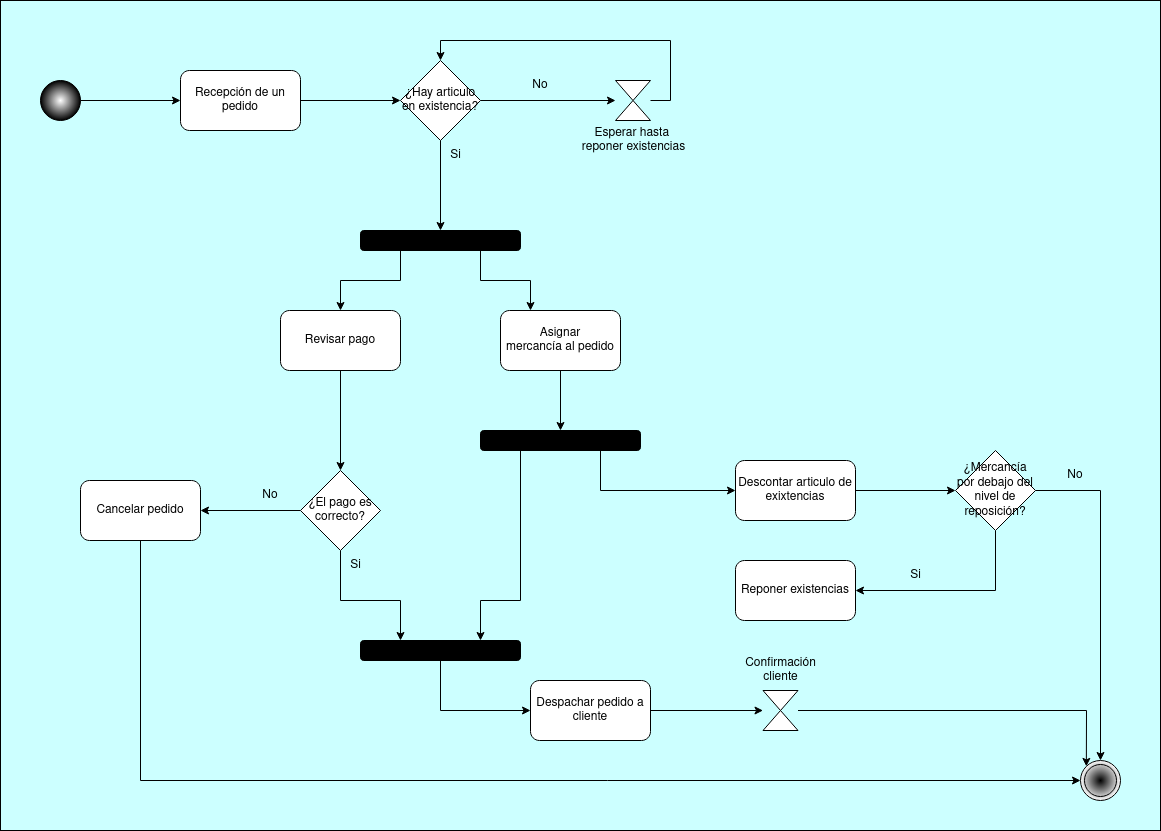 Recepción de un
pedido
¿Hay articulo
en existencia?
No
Esperar hasta
reponer existencias
Si
Revisar pago
Asignar
mercancía al pedido
Cancelar pedido
No
¿El pago es
correcto?
Si
Descontar articulo de
exixtencias
¿Mercancía
por debajo del
nivel de
reposición?
No
Si
Reponer existencias
Confirmación
cliente
Despachar pedido a
cliente